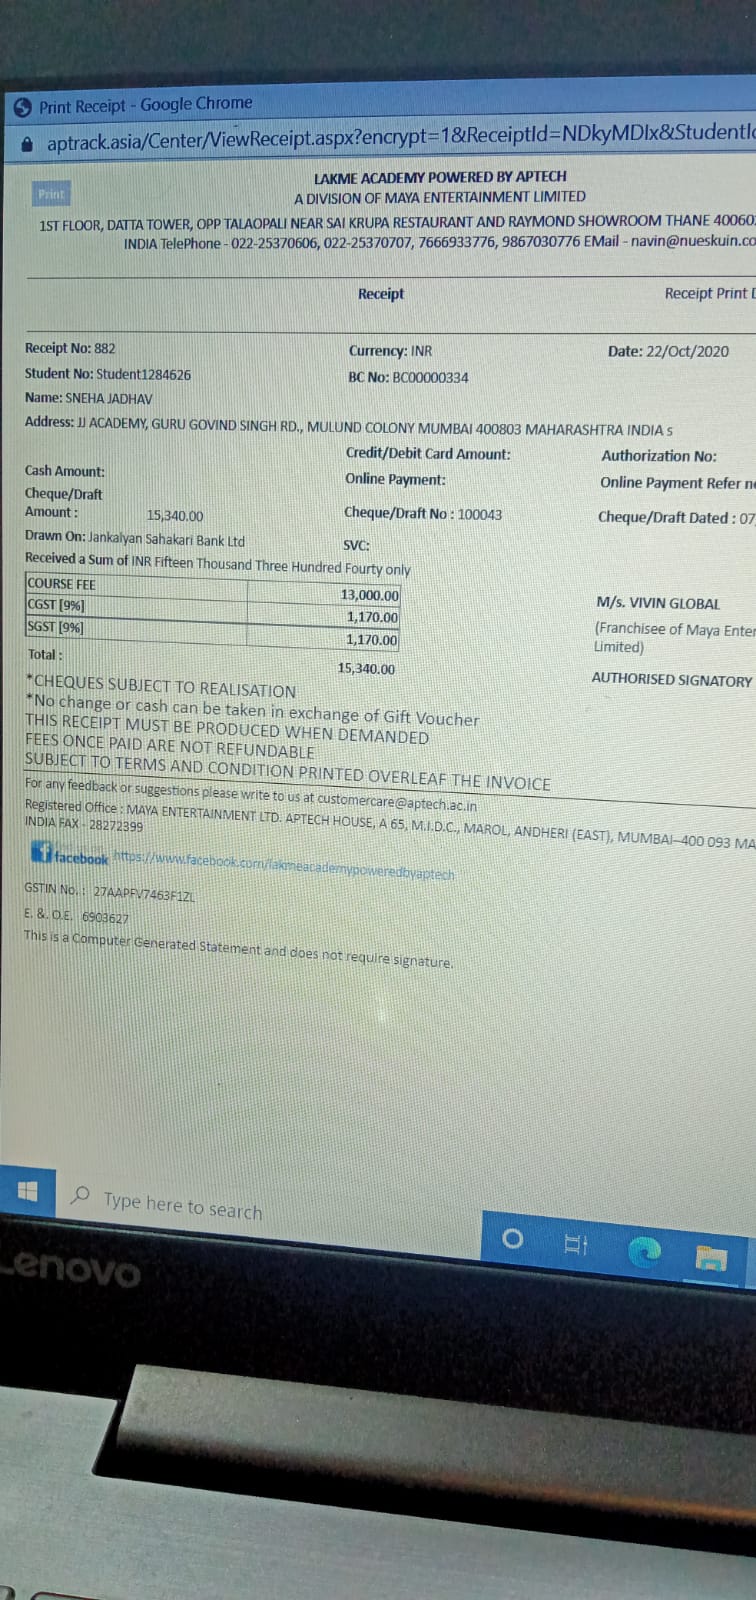 Print Receipt - Google Chrome
aptrack.asia/Center/ViewReceipt.aspx?encrypt=1&ReceiptId=NDkyMDIx&StudentId
Print
LAKME ACADEMY POWERED BY APTECH
A DIVISION OF MAYA ENTERTAINMENT LIMITED
1ST FLOOR, DATTA TOWER, OPP TALAOPALI NEAR SAI KRUPA RESTAURANT AND RAYMOND SHOWROOM THANE 40060
INDIA TelePhone - 022-25370606, 022-25370707, 7666933776, 9867030776 EMail - navin@nueskuin.co
Receipt Receipt Print D
Receipt No: 882 Currency: INR Date: 22/Oct/2020
Student No: Student1284626 BC No: BC00000334
Name: SNEHA JADHAV
Address: JJ ACADEMY, GURU GOVIND SINGH RD., MULUND COLONY MUMBAI 400803 MAHARASHTRA INDIA s
Credit/Debit Card Amount: Authorization No:
Cash Amount: Online Payment: Online Payment Refer n
Cheque/Draft
Amount : 15,340.00 Cheque/Draft No : 100043 Cheque/Draft Dated : 07
Drawn On: Jankalyan Sahakari Bank Ltd SVC:
Received a Sum of INR Fifteen Thousand Three Hundred Fourty only
COURSE FEE 13,000.00
CGST [9%] 1,170.00
SGST [9%] 1,170.00
Total : 15,340.00
M/s. VIVIN GLOBAL
(Franchisee of Maya Enter
Limited)
AUTHORISED SIGNATORY
*CHEQUES SUBJECT TO REALISATION
*No change or cash can be taken in exchange of Gift Voucher
THIS RECEIPT MUST BE PRODUCED WHEN DEMANDED
FEES ONCE PAID ARE NOT REFUNDABLE
SUBJECT TO TERMS AND CONDITION PRINTED OVERLEAF THE INVOICE
For any feedback or suggestions please write to us at customercare@aptech.ac.in
Registered Office : MAYA ENTERTAINMENT LTD. APTECH HOUSE, A 65, M.I.D.C., MAROL, ANDHERI (EAST), MUMBAI–400 093 MA
INDIA FAX - 28272399
facebook https://www.facebook.com/lakmeacademypoweredbyaptech
GSTIN No. : 27AAPFV7463F1ZL
E. &. O.E. 6903627
This is a Computer Generated Statement and does not require signature.
Type here to search
Lenovo